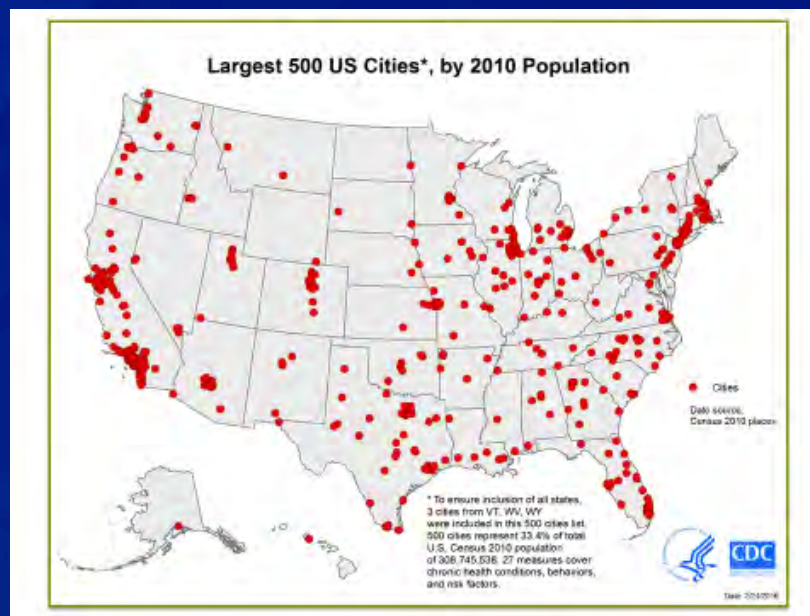 Largest 500 US Cities*, by 2010 Population
Cities
Data source,
Census 2010 places
* To ensure inclusion of all states,
3 cities from VT, WV, WY
were included in this 500 cities list.
500 cities represent 33.4% of total
U.S. Census 2010 population
of 308,745,538. 27 measures cover
chronic health conditions, behaviors,
and risk factors.
CDC